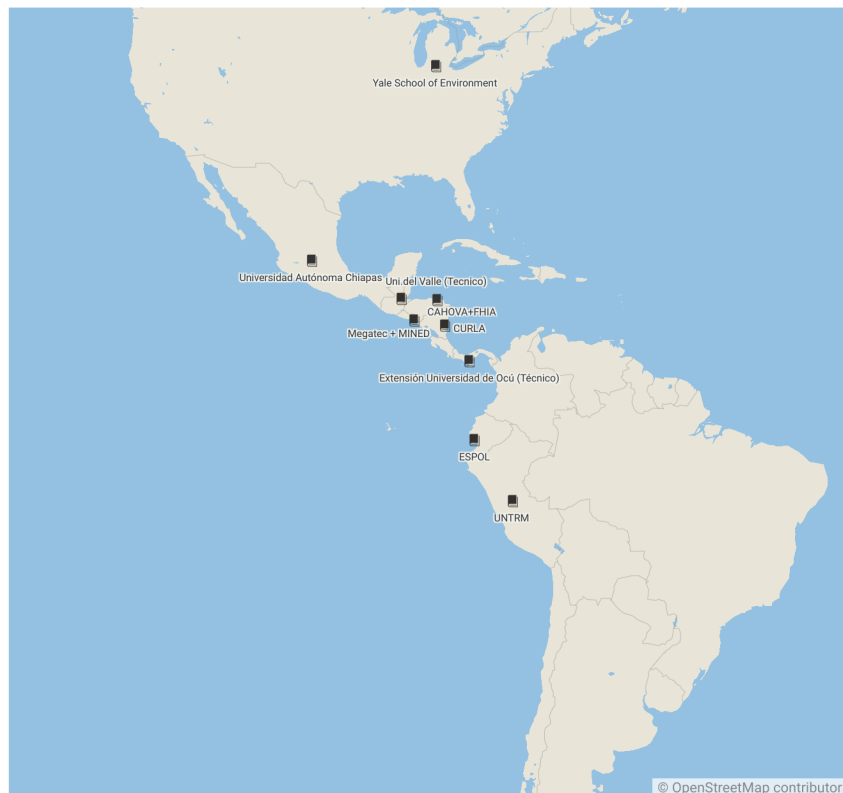 Yale School of Environment
Universidad Autónoma Chiapas
Uni.del Valle (Tecnico)
CAHOVA+FHIA
CURLA
Megatec + MINED
Extensión Universidad de Ocú (Técnico)
ESPOL
UNTRM
© OpenStreetMap contributor